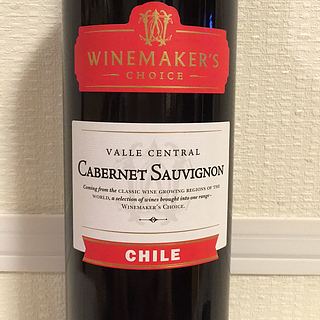 WINEMAKER'S
CHOICE
VALLE CENTRAL
CABERNET SAUVIGNON
Coming from the CLASSIC WINE GROWING REGIONS OF THE
WORLD, a selection of wines brought into one range -
WINEMAKER'S CHOICE.
CHILE